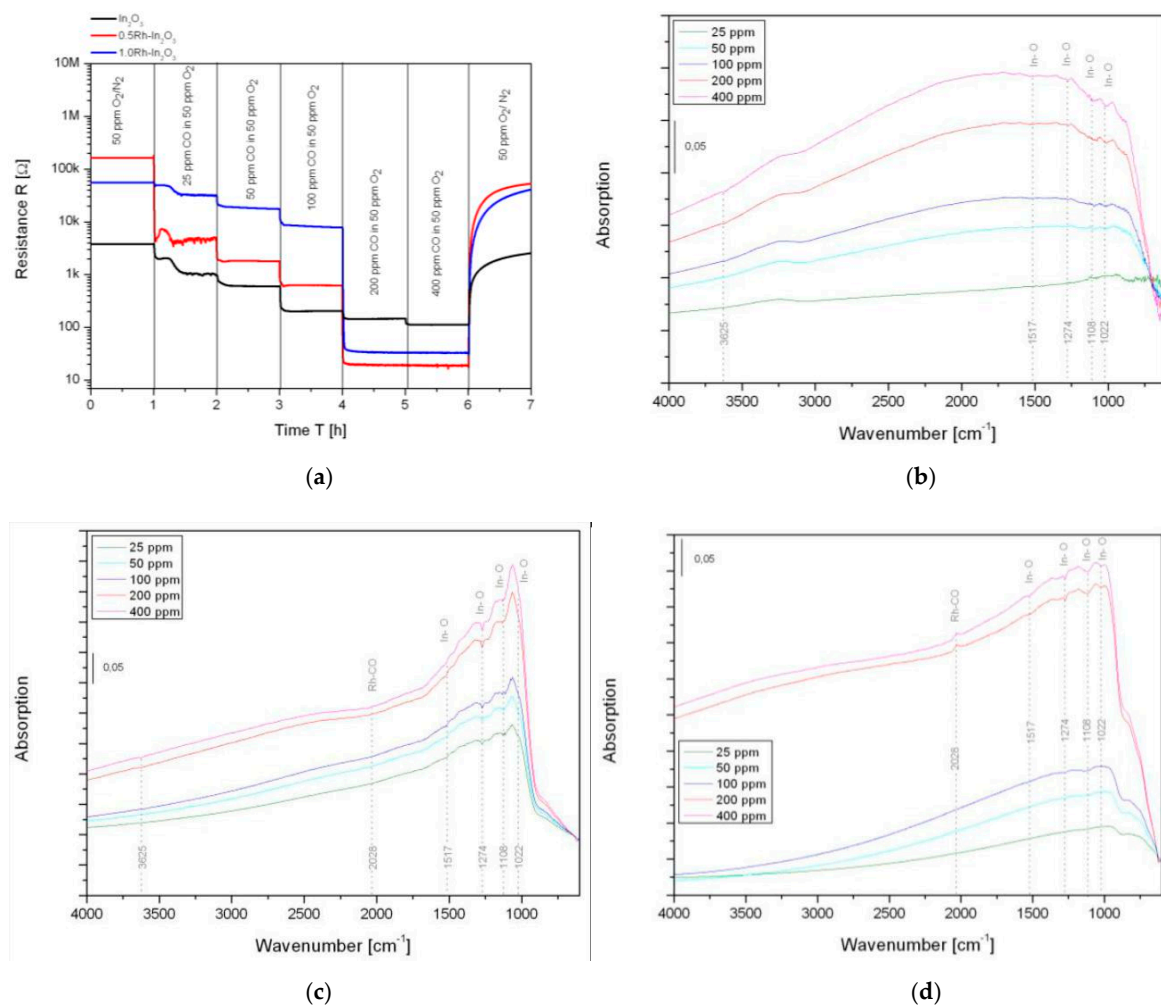 In₂O₃
0.5Rh-In₂O₃
1.0Rh-In₂O₃
10M
1M
100k
10k
1k
100
10
Resistance R [Ω]
50 ppm O₂/N₂
25 ppm CO in 50 ppm O₂
50 ppm CO in 50 ppm O₂
100 ppm CO in 50 ppm O₂
200 ppm CO in 50 ppm O₂
400 ppm CO in 50 ppm O₂
50 ppm O₂/ N₂
0 1 2 3 4 5 6 7
Time T [h]
(a)
25 ppm
50 ppm
100 ppm
200 ppm
400 ppm
0,05
Absorption
In- O
In- O
In- O
In- O
3625
1517
1274
1108
1022
4000 3500 3000 2500 2000 1500 1000
Wavenumber [cm⁻¹]
(b)
25 ppm
50 ppm
100 ppm
200 ppm
400 ppm
0,05
Absorption
Rh-CO
In- O
In- O
In- O
In- O
3625
2028
1517
1274
1108
1022
4000 3500 3000 2500 2000 1500 1000
Wavenumber [cm⁻¹]
(c)
0,05
Absorption
Rh-CO
In- O
In- O
In- O
In- O
25 ppm
50 ppm
100 ppm
200 ppm
400 ppm
2028
1517
1274
1108
1022
4000 3500 3000 2500 2000 1500 1000
Wavenumber [cm⁻¹]
(d)